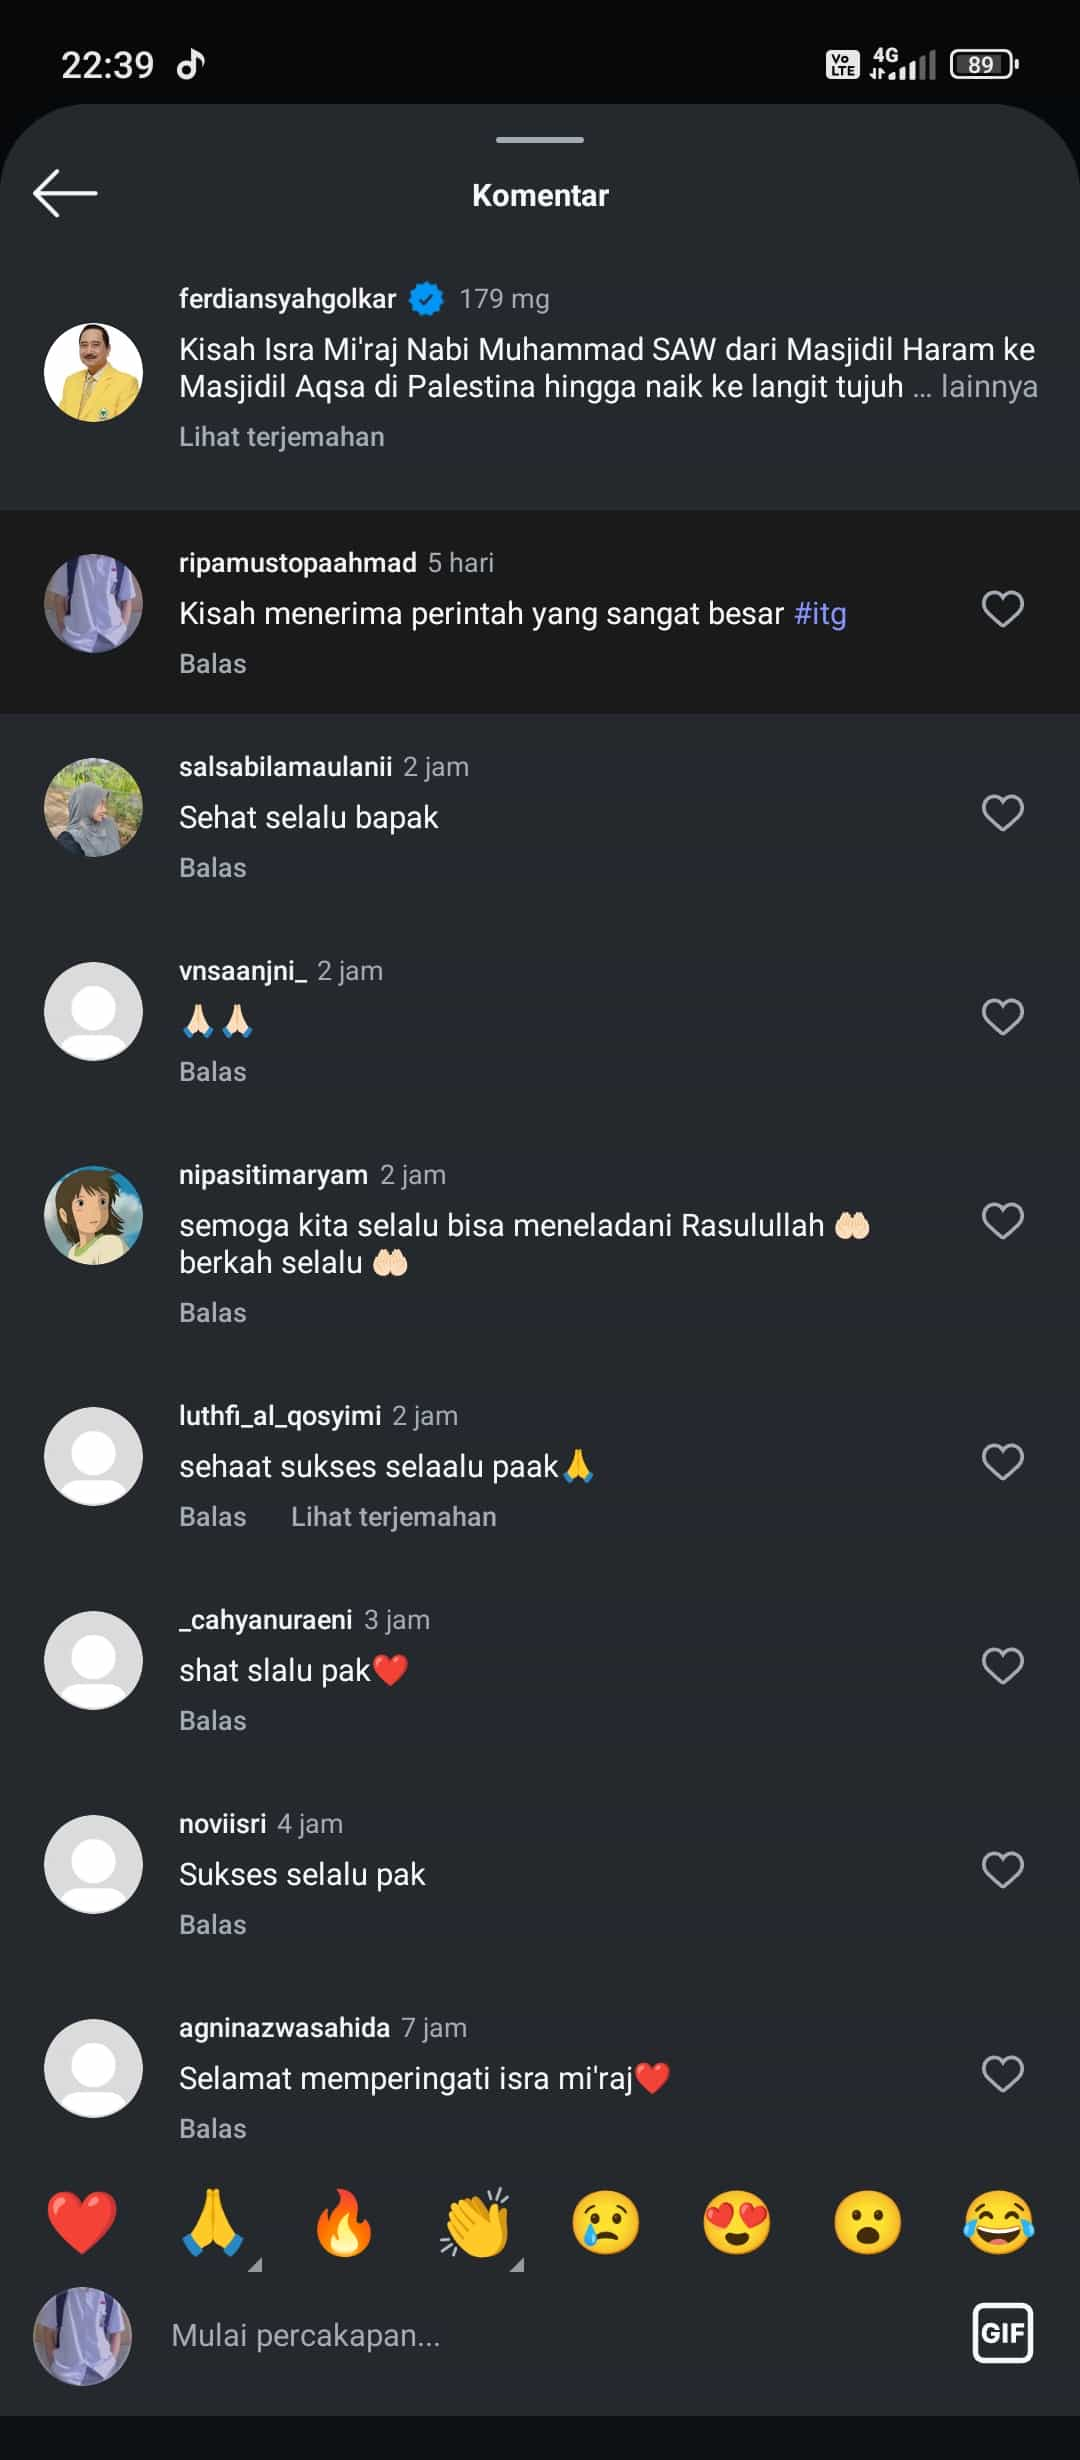 22:39
Vo LTE 4G 89
Komentar
ferdiansyahgolkar 179 mg
Kisah Isra Mi'raj Nabi Muhammad SAW dari Masjidil Haram ke
Masjidil Aqsa di Palestina hingga naik ke langit tujuh ... lainnya
Lihat terjemahan
ripamustopaahmad 5 hari
Kisah menerima perintah yang sangat besar #itg
Balas
salsabilamaulanii 2 jam
Sehat selalu bapak
Balas
vnsaanjni_ 2 jam
🙏🏻🙏🏻
Balas
nipasitimaryam 2 jam
semoga kita selalu bisa meneladani Rasulullah 🤲🏻
berkah selalu 🤲🏻
Balas
luthfi_al_qosyimi 2 jam
sehaat sukses selaalu paak🙏
Balas Lihat terjemahan
_cahyanuraeni 3 jam
shat slalu pak❤️
Balas
noviisri 4 jam
Sukses selalu pak
Balas
agninazwasahida 7 jam
Selamat memperingati isra mi'raj❤️
Balas
❤️ 🙏 🔥 👏 😢 😍 😮 😂
Mulai percakapan...
GIF